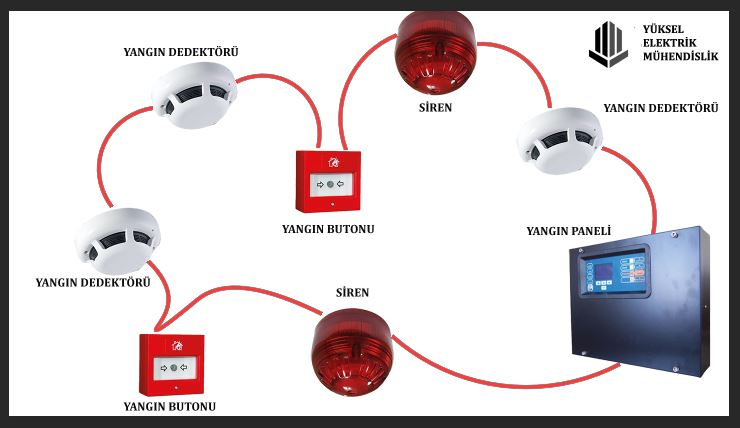 YÜKSEL
ELEKTRİK
MÜHENDİSLİK
YANGIN DEDEKTÖRÜ
SİREN
YANGIN DEDEKTÖRÜ
YANGIN BUTONU
YANGIN PANELİ
YANGIN DEDEKTÖRÜ
SİREN
YANGIN BUTONU